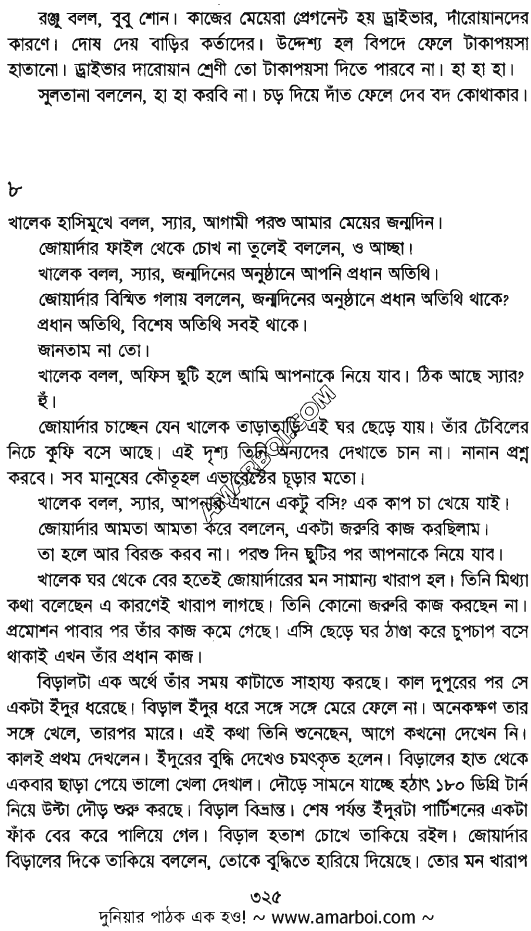 রঞ্জু বলল, বুবু শোন। কাজের মেয়েরা প্রেগনেন্ট হয় ড্রাইভার, দাঁরোয়ানদের
কারণে। দোষ দেয় বাড়ির কর্তাদের। উদ্দেশ্য হল বিপদে ফেলে টাকাপয়সা
হাতানো। ড্রাইভার দারোয়ান শ্রেণী তো টাকাপয়সা দিতে পারবে না। হা হা হা।
সুলতানা বললেন, হা হা করবি না। চড় দিয়ে দাঁত ফেলে দেব বদ কোথাকার।
৮
খালেক হাসিমুখে বলল, স্যার, আগামী পরশু আমার মেয়ের জন্মদিন।
জোয়ার্দার ফাইল থেকে চোখ না তুলেই বললেন, ও আচ্ছা।
খালেক বলল, স্যার, জন্মদিনের অনুষ্ঠানে আপনি প্রধান অতিথি।
জোয়ার্দার বিস্মিত গলায় বললেন, জন্মদিনের অনুষ্ঠানে প্রধান অতিথি থাকে?
প্রধান অতিথি, বিশেষ অতিথি সবই থাকে।
জানতাম না তো।
খালেক বলল, অফিস ছুটি হলে আমি আপনাকে নিয়ে যাব। ঠিক আছে স্যার?
হুঁ।
জোয়ার্দার চাচ্ছেন যেন খালেক তাড়াতাড়ি এই ঘর ছেড়ে যায়। তাঁর টেবিলের
নিচে কুফি বসে আছে। এই দৃশ্য তিনি অন্যদের দেখাতে চান না। নানান প্রশ্ন
করবে। সব মানুষের কৌতূহল এভারেস্টের চূড়ার মতো।
খালেক বলল, স্যার, আপনার এখানে একটু বসি? এক কাপ চা খেয়ে যাই।
জোয়ার্দার আমতা আমতা করে বললেন, একটা জরুরি কাজ করছিলাম।
তা হলে আর বিরক্ত করব না। পরশু দিন ছুটির পর আপনাকে নিয়ে যাব।
খালেক ঘর থেকে বের হতেই জোয়ার্দারের মন সামান্য খারাপ হল। তিনি মিথ্যা
কথা বলেছেন এ কারণেই খারাপ লাগছে। তিনি কোনো জরুরি কাজ করছেন না।
প্রমোশন পাবার পর তাঁর কাজ কমে গেছে। এসি ছেড়ে ঘর ঠাণ্ডা করে চুপচাপ বসে
থাকাই এখন তাঁর প্রধান কাজ।
বিড়ালটা এক অর্থে তাঁর সময় কাটাতে সাহায্য করছে। কাল দুপুরের পর সে
একটা ইঁদুর ধরেছে। বিড়াল ইঁদুর ধরে সঙ্গে সঙ্গে মেরে ফেলে না। অনেকক্ষণ তার
সঙ্গে খেলে, তারপর মারে। এই কথা তিনি শুনেছেন, আগে কখনো দেখেন নি।
কালই প্রথম দেখলেন। ইঁদুরের বুদ্ধি দেখেও চমৎকৃত হলেন। বিড়ালের হাত থেকে
একবার ছাড়া পেয়ে ভালো খেলা দেখাল। দৌড়ে সামনে যাচ্ছে হঠাৎ ১৮০ ডিগ্রি টার্ন
নিয়ে উল্টা দৌড় শুরু করছে। বিড়াল বিভ্রান্ত। শেষ পর্যন্ত ইঁদুরটা পার্টিশনের একটা
ফাঁক বের করে পালিয়ে গেল। বিড়াল হতাশ চোখে তাকিয়ে রইল। জোয়ার্দার
বিড়ালের দিকে তাকিয়ে বললেন, তোকে বুদ্ধিতে হারিয়ে দিয়েছে। তোর মন খারাপ
৩২৫
দুনিয়ার পাঠক এক হও! ~ www.amarboi.com ~
AMARBOI.COM